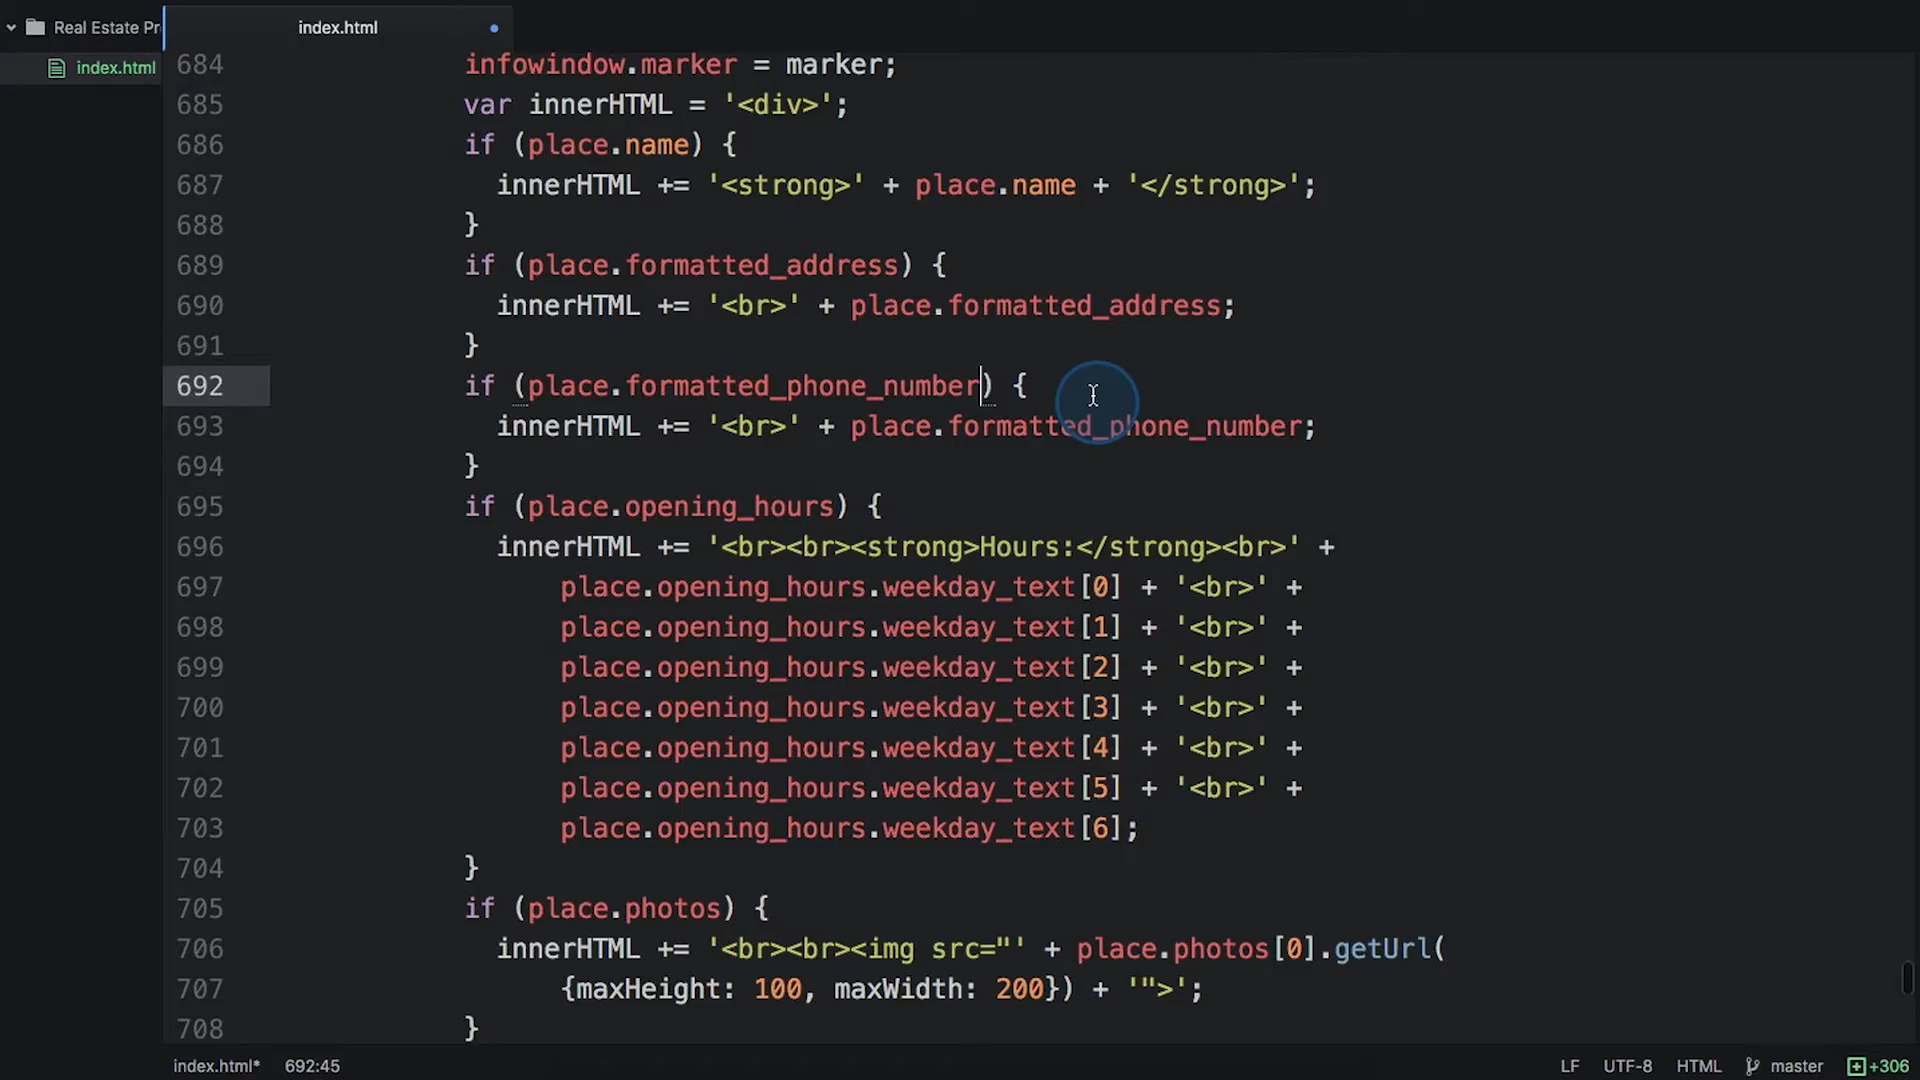 Real Estate Pr
index.html
index.html
684 infowindow.marker = marker;
685 var innerHTML = '<div>';
686 if (place.name) {
687 innerHTML += '<strong>' + place.name + '</strong>';
688 }
689 if (place.formatted_address) {
690 innerHTML += '<br>' + place.formatted_address;
691 }
692 if (place.formatted_phone_number) {
693 innerHTML += '<br>' + place.formatted_phone_number;
694 }
695 if (place.opening_hours) {
696 innerHTML += '<br><br><strong>Hours:</strong><br>' +
697 place.opening_hours.weekday_text[0] + '<br>' +
698 place.opening_hours.weekday_text[1] + '<br>' +
699 place.opening_hours.weekday_text[2] + '<br>' +
700 place.opening_hours.weekday_text[3] + '<br>' +
701 place.opening_hours.weekday_text[4] + '<br>' +
702 place.opening_hours.weekday_text[5] + '<br>' +
703 place.opening_hours.weekday_text[6];
704 }
705 if (place.photos) {
706 innerHTML += '<br><br><img src="' + place.photos[0].getUrl(
707 {maxHeight: 100, maxWidth: 200}) + '">';
708 }
index.html* 692:45 LF UTF-8 HTML master +306